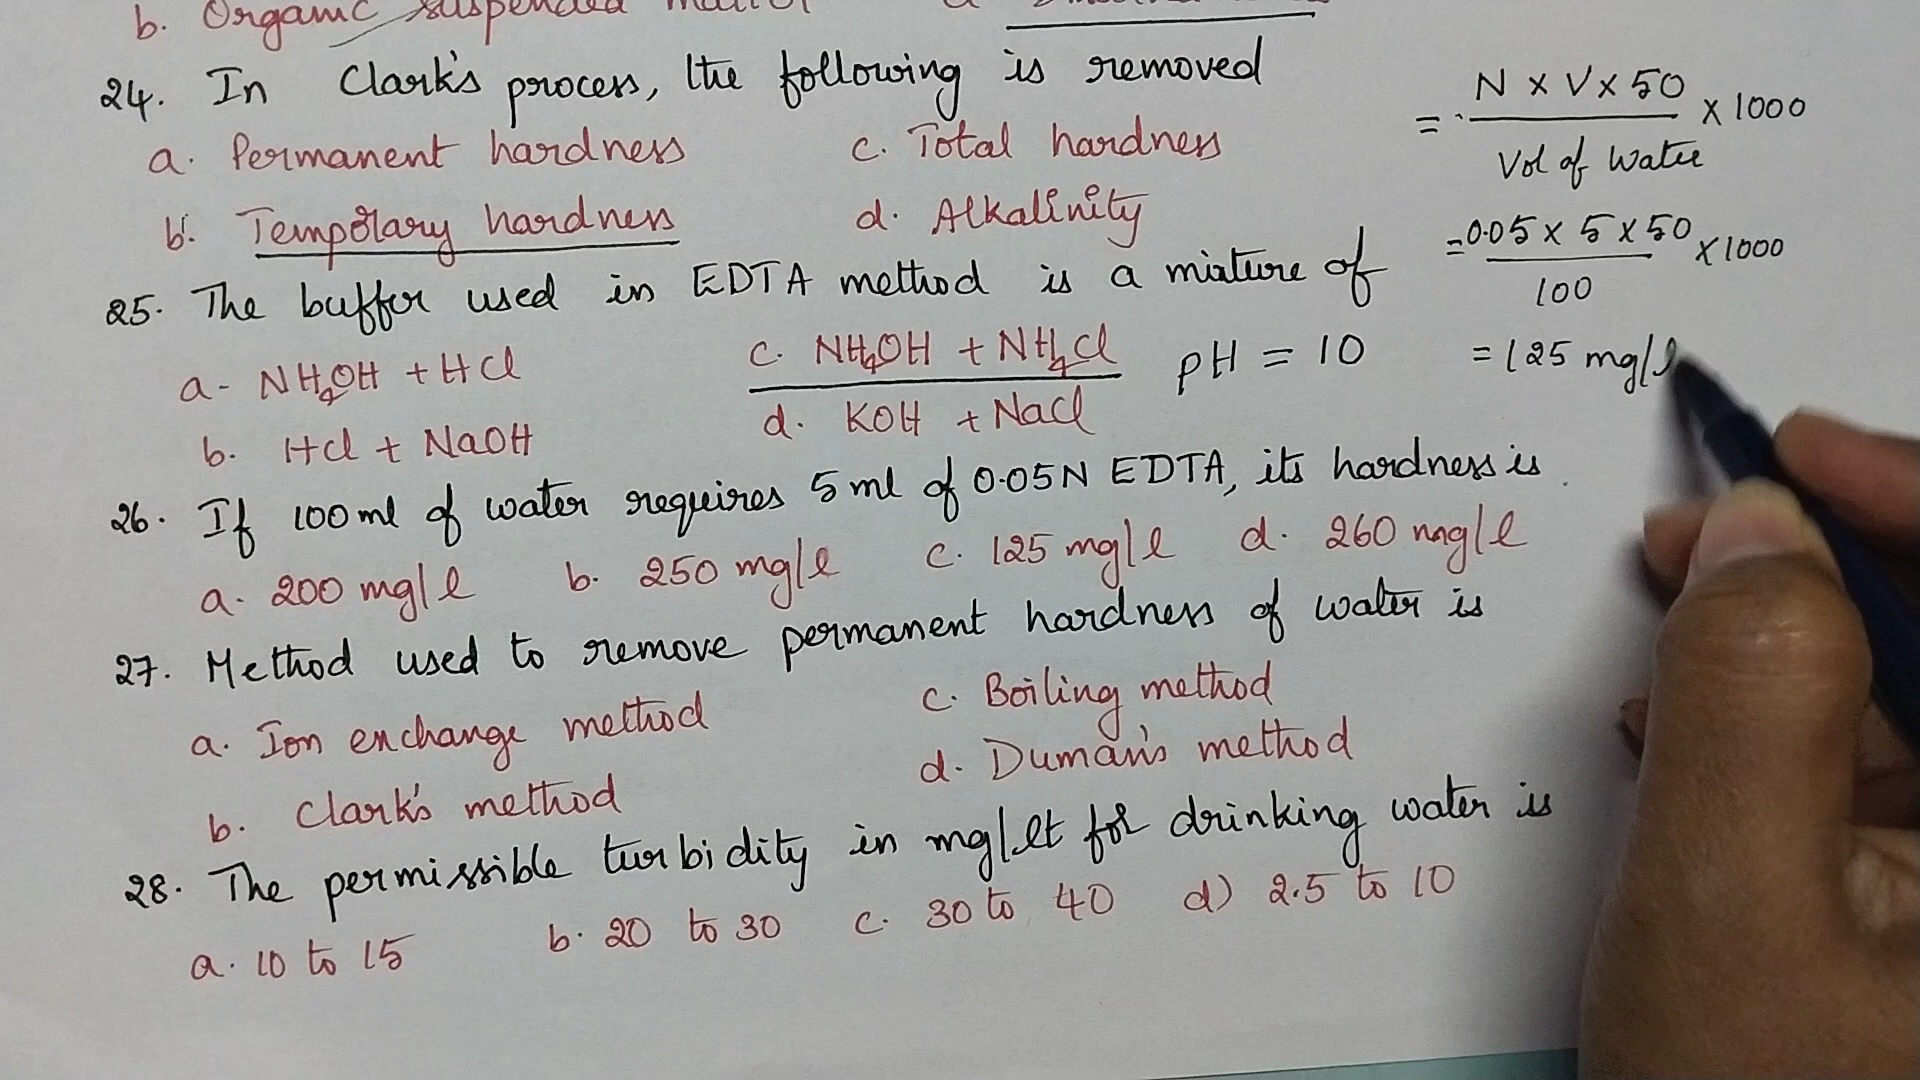 b. Organic suspended matter d
24. In Clark's process, the following is removed
a. Permanent hardness c. Total hardness
b. Temporary hardness d. Alkalinity
25. The buffer used in EDTA method is a mixture of
a- NH4OH + HCl c. NH4OH + NH4Cl pH = 10
b. HCl + NaOH d. KOH + NaCl
26. If 100ml of water requires 5ml of 0.05N EDTA, its hardness is
a. 200 mg/l b. 250 mg/l c. 125 mg/l d. 260 mg/l
27. Method used to remove permanent hardness of water is
a. Ion exchange method c. Boiling method
b. Clark's method d. Duman's method
28. The permissible turbidity in mg/lt for drinking water is
a. 10 to 15 b. 20 to 30 c. 30 to 40 d) 2.5 to 10
= N x V x 50 x 1000
Vol of Water
= 0.05 x 5 x 50 x 1000
100
= 125 mg/l